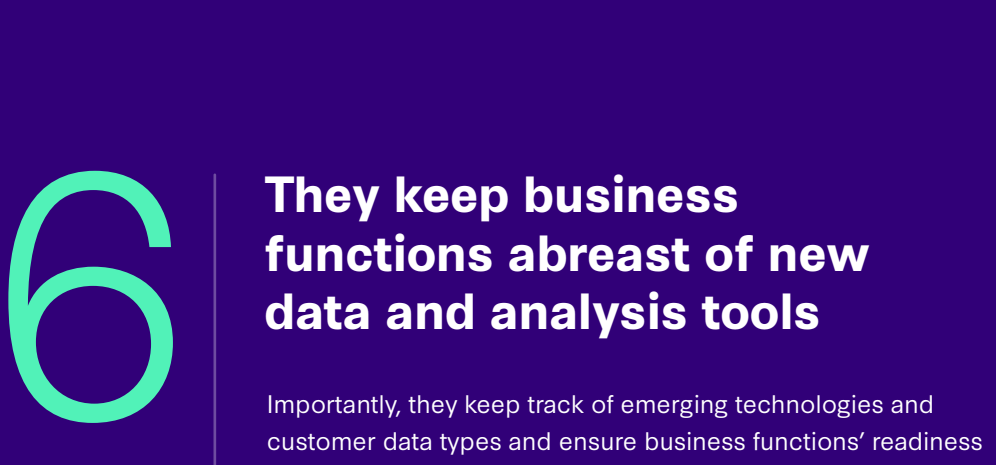 6
They keep business
functions abreast of new
data and analysis tools
Importantly, they keep track of emerging technologies and
customer data types and ensure business functions’ readiness